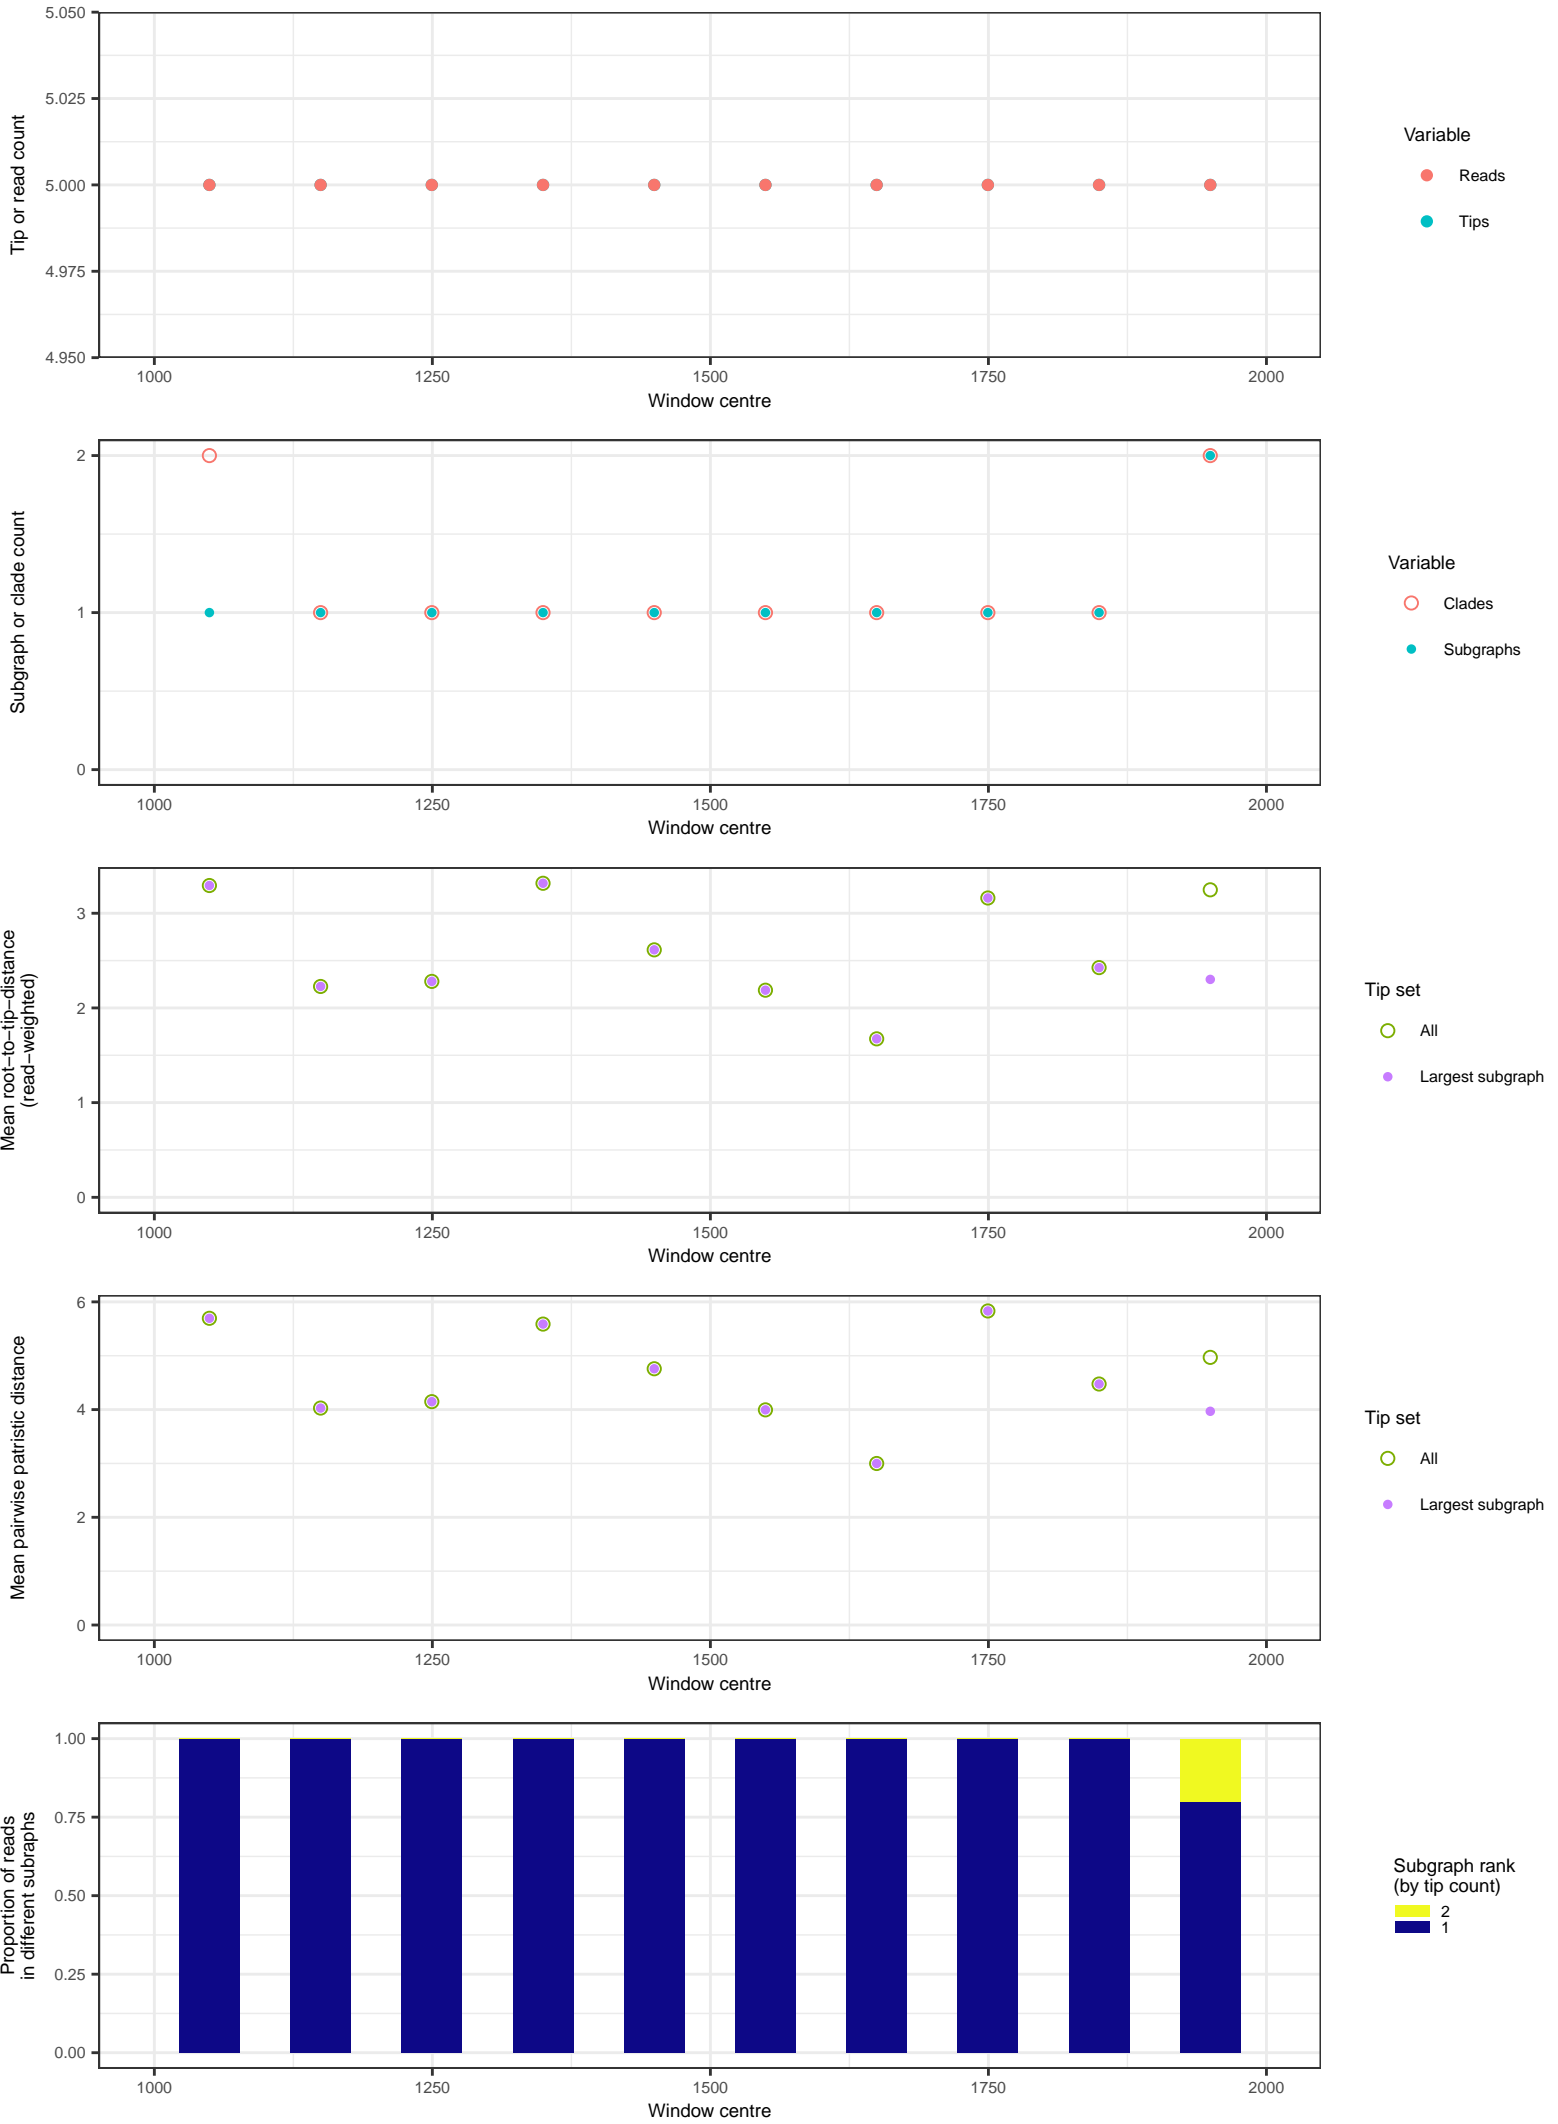 5.050
5.025
5.000
4.975
4.950
Tip or read count
1000 1250 1500 1750 2000
Window centre
Variable
Reads
Tips
2
1
0
Subgraph or clade count
1000 1250 1500 1750 2000
Window centre
Variable
Clades
Subgraphs
3
2
1
0
Mean root−to−tip−distance
(read−weighted)
1000 1250 1500 1750 2000
Window centre
Tip set
All
Largest subgraph
6
4
2
0
Mean pairwise patristic distance
1000 1250 1500 1750 2000
Window centre
Tip set
All
Largest subgraph
1.00
0.75
0.50
0.25
0.00
Proportion of reads
in different subraphs
1000 1250 1500 1750 2000
Window centre
Subgraph rank
(by tip count)
2
1